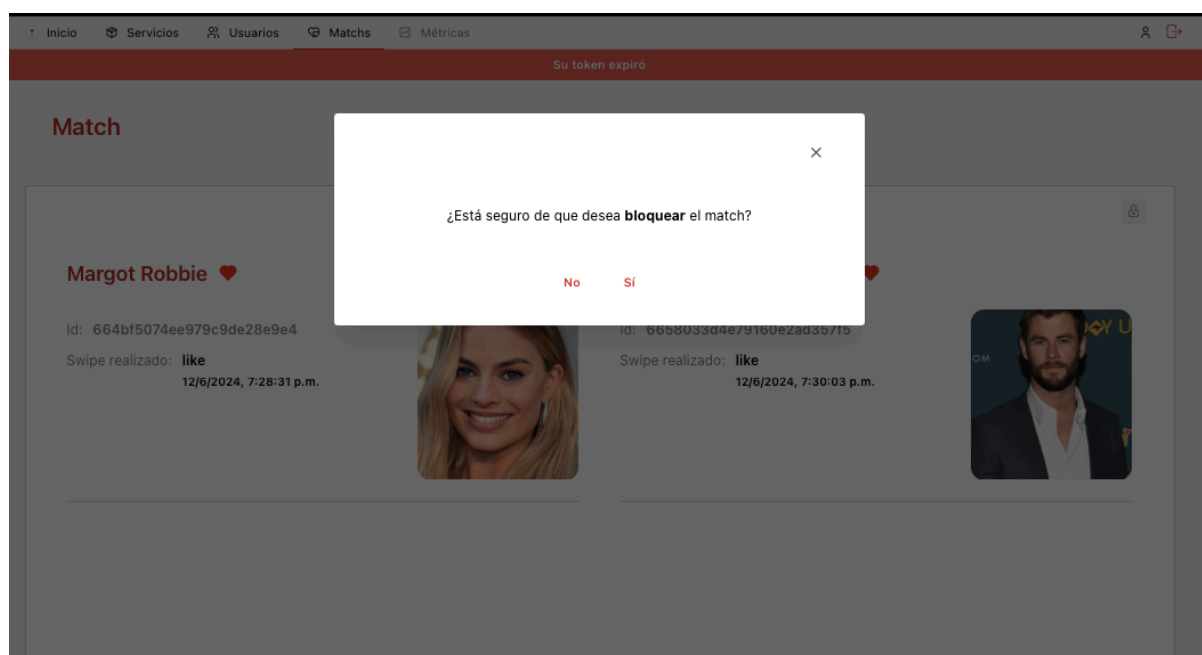 Inicio Servicios Usuarios Matchs Métricas
Su token expiró
Match
¿Está seguro de que desea bloquear el match?
No Sí
Margot Robbie
Id: 664bf5074ee979c9de28e9e4
Id: 6658033d4e79160e2ad357f5
Swipe realizado: like
12/6/2024, 7:28:31 p.m.
Swipe realizado: like
12/6/2024, 7:30:03 p.m.
OM
OY U